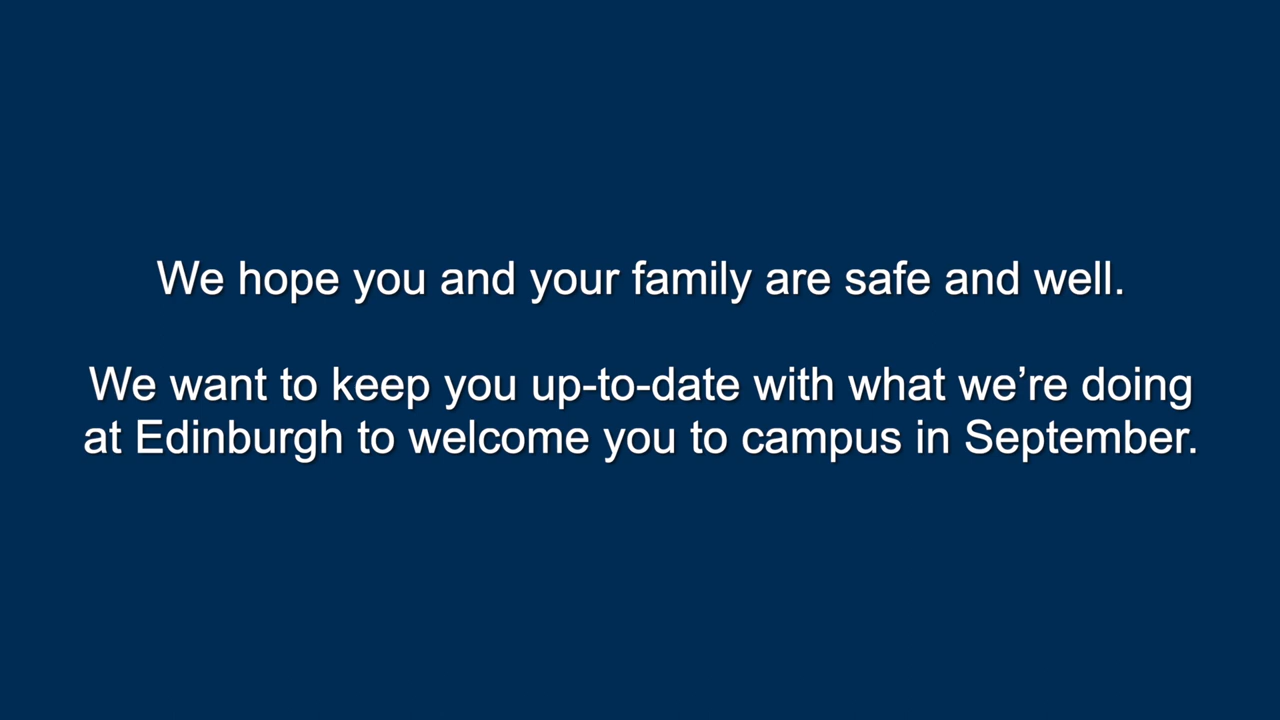 We hope you and your family are safe and well.
We want to keep you up-to-date with what we’re doing
at Edinburgh to welcome you to campus in September.